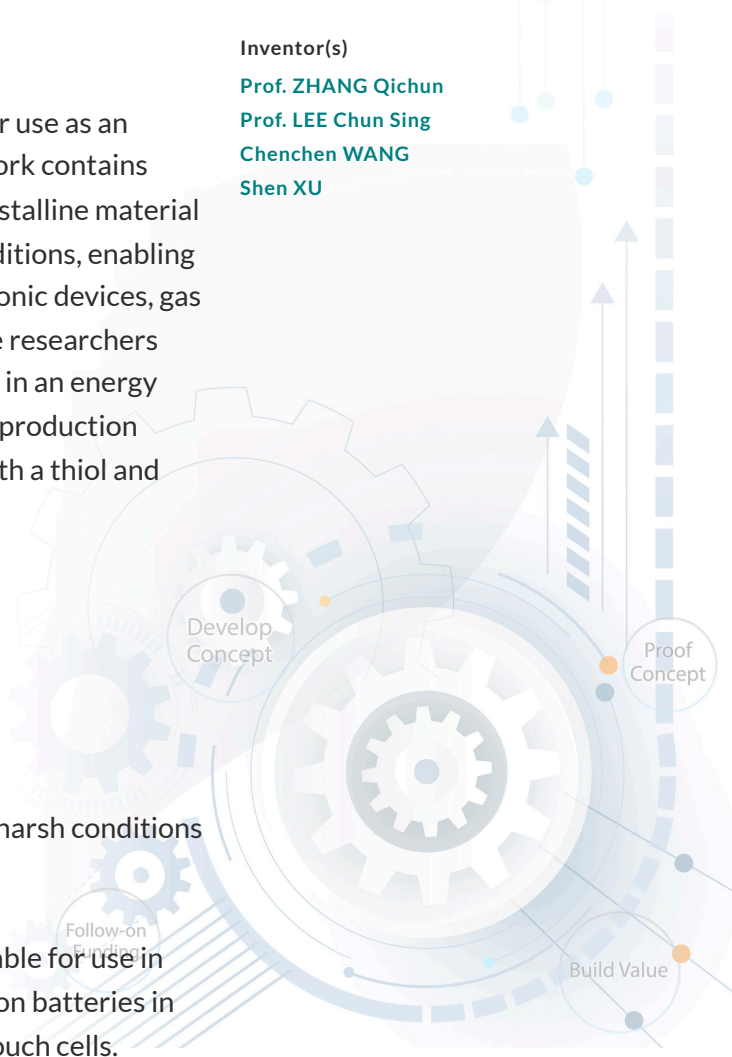 Inventor(s)
Prof. ZHANG Qichun
Prof. LEE Chun Sing
Chenchen WANG
Shen XU
r use as an
ork contains
stalline material
ditions, enabling
onic devices, gas
e researchers
in an energy
production
th a thiol and
Develop
Concept
Proof
Concept
harsh conditions
Follow-on
Funding
able for use in
Build Value
on batteries in
ouch cells.